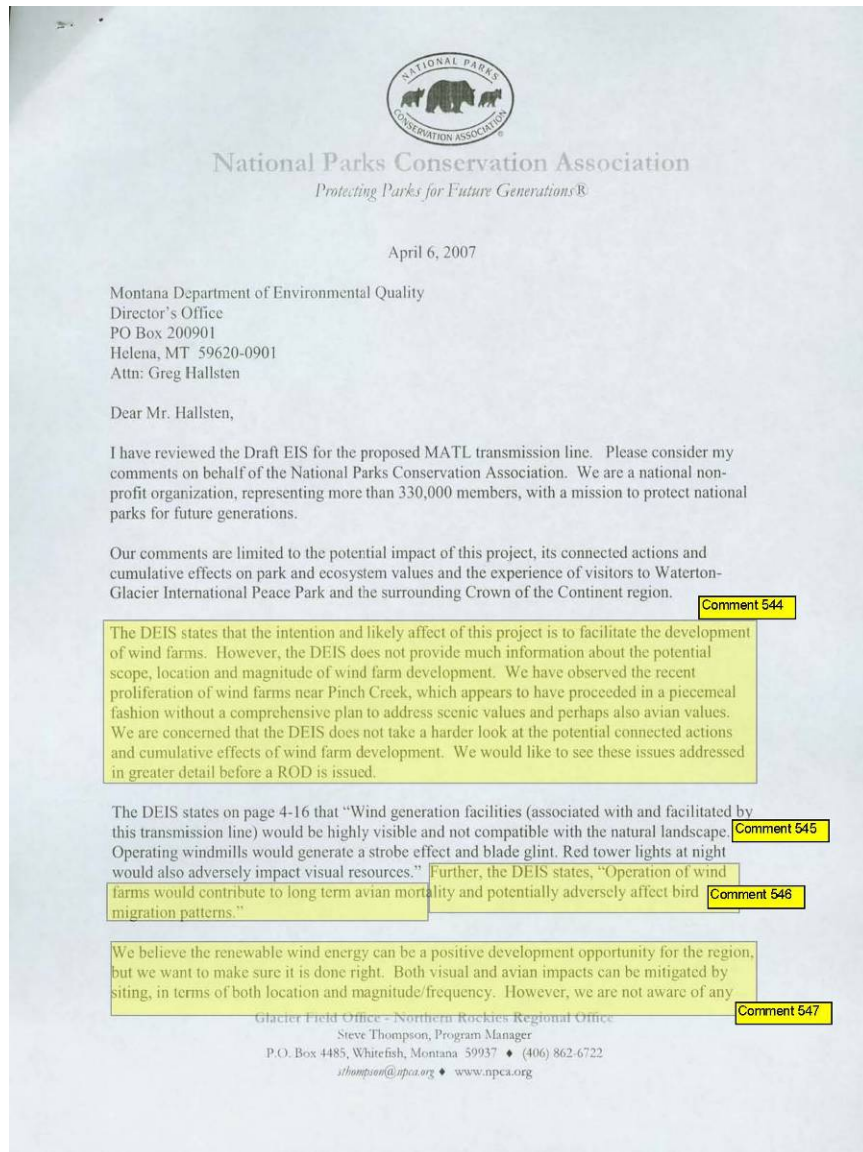 NATIONAL PARKS
CONSERVATION ASSOCIATION®
National Parks Conservation Association
Protecting Parks for Future Generations®
April 6, 2007
Montana Department of Environmental Quality
Director's Office
PO Box 200901
Helena, MT 59620-0901
Attn: Greg Hallsten
Dear Mr. Hallsten,
I have reviewed the Draft EIS for the proposed MATL transmission line. Please consider my
comments on behalf of the National Parks Conservation Association. We are a national non-
profit organization, representing more than 330,000 members, with a mission to protect national
parks for future generations.
Our comments are limited to the potential impact of this project, its connected actions and
cumulative effects on park and ecosystem values and the experience of visitors to Waterton-
Glacier International Peace Park and the surrounding Crown of the Continent region.
Comment 544
The DEIS states that the intention and likely affect of this project is to facilitate the development
of wind farms. However, the DEIS does not provide much information about the potential
scope, location and magnitude of wind farm development. We have observed the recent
proliferation of wind farms near Pinch Creek, which appears to have proceeded in a piecemeal
fashion without a comprehensive plan to address scenic values and perhaps also avian values.
We are concerned that the DEIS does not take a harder look at the potential connected actions
and cumulative effects of wind farm development. We would like to see these issues addressed
in greater detail before a ROD is issued.
The DEIS states on page 4-16 that "Wind generation facilities (associated with and facilitated by
this transmission line) would be highly visible and not compatible with the natural landscape.
Comment 545
Operating windmills would generate a strobe effect and blade glint. Red tower lights at night
would also adversely impact visual resources." Further, the DEIS states, "Operation of wind
farms would contribute to long term avian mortality and potentially adversely affect bird
Comment 546
migration patterns."
We believe the renewable wind energy can be a positive development opportunity for the region,
but we want to make sure it is done right. Both visual and avian impacts can be mitigated by
siting, in terms of both location and magnitude/frequency. However, we are not aware of any
Comment 547
Glacier Field Office - Northern Rockies Regional Office
Steve Thompson, Program Manager
P.O. Box 4485, Whitefish, Montana 59937 ♦ (406) 862-6722
sthompson@npca.org ♦ www.npca.org